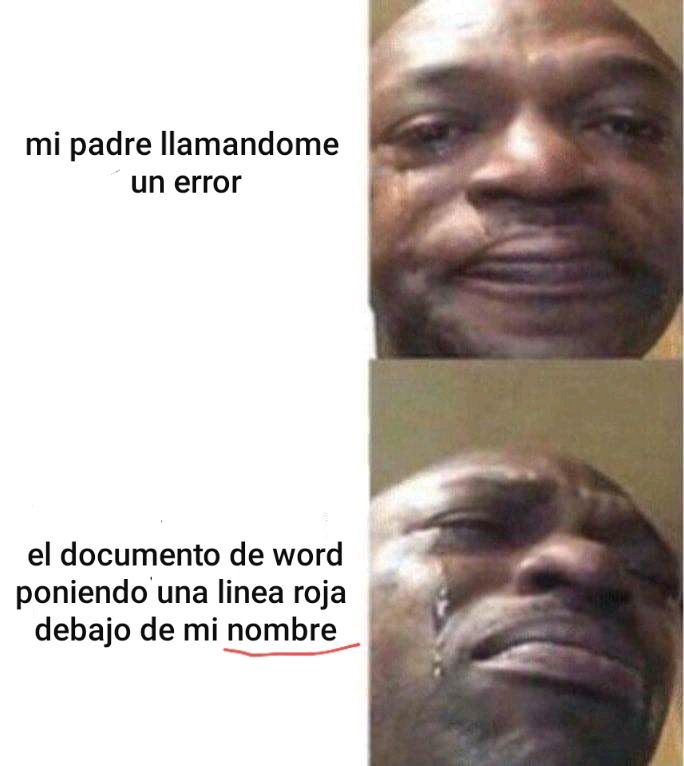 mi padre llamandome
un error
el documento de word
poniendo una linea roja
debajo de mi nombre